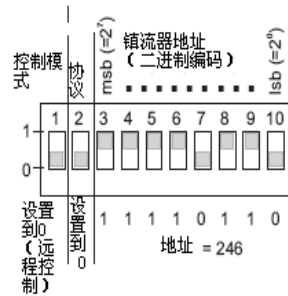 控制模式
协议
msb (=2⁷)
镇流器地址
（二进制编码）
lsb (=2⁰)
1 2 3 4 5 6 7 8 9 10
1
0
设置到0（远程控制）
设置到0
1 1 1 1 0 1 1 0
地址 = 246